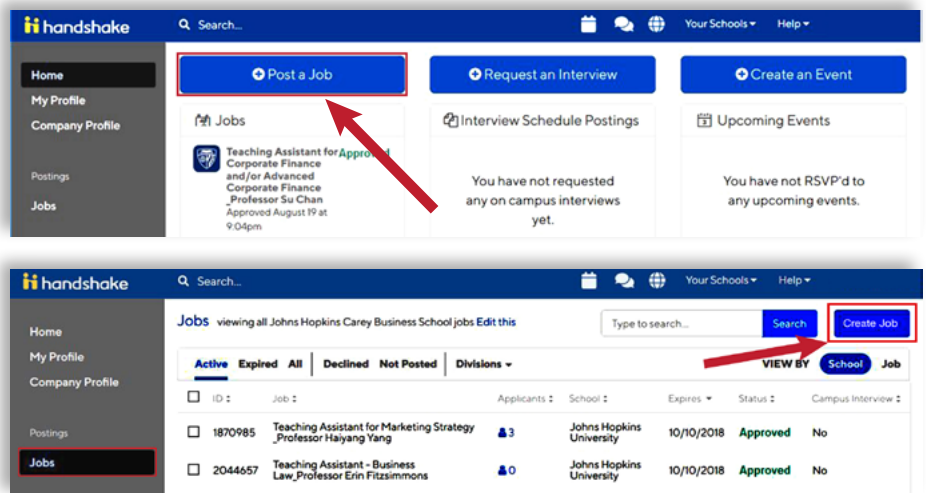 handshake
Search...
Your Schools
Help
Home
My Profile
Company Profile
Postings
Jobs
Post a Job
Request an Interview
Create an Event
Jobs
Teaching Assistant for Approved
Corporate Finance
and/or Advanced
Corporate Finance
_Professor Su Chan
Approved August 19 at
9:04pm
Interview Schedule Postings
You have not requested
any on campus interviews
yet.
Upcoming Events
You have not RSVP'd to
any upcoming events.
handshake
Search...
Your Schools
Help
Home
My Profile
Company Profile
Postings
Jobs
Jobs viewing all Johns Hopkins Carey Business School jobs Edit this
Type to search...
Search
Create Job
Active Expired All Declined Not Posted Divisions
VIEW BY School Job
ID Job Applicants School Expires Status Campus Interview
1870985 Teaching Assistant for Marketing Strategy 3 Johns Hopkins 10/10/2018 Approved No
_Professor Haiyang Yang University
2044657 Teaching Assistant - Business 0 Johns Hopkins 10/10/2018 Approved No
Law_Professor Erin Fitzsimmons University